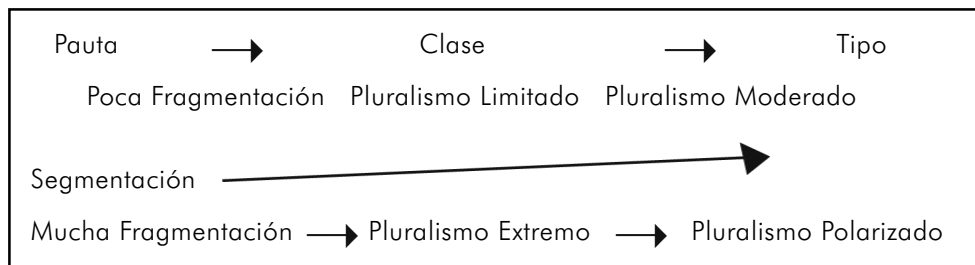 Pauta Clase Tipo
Poca Fragmentación Pluralismo Limitado Pluralismo Moderado
Segmentación
Mucha Fragmentación Pluralismo Extremo Pluralismo Polarizado